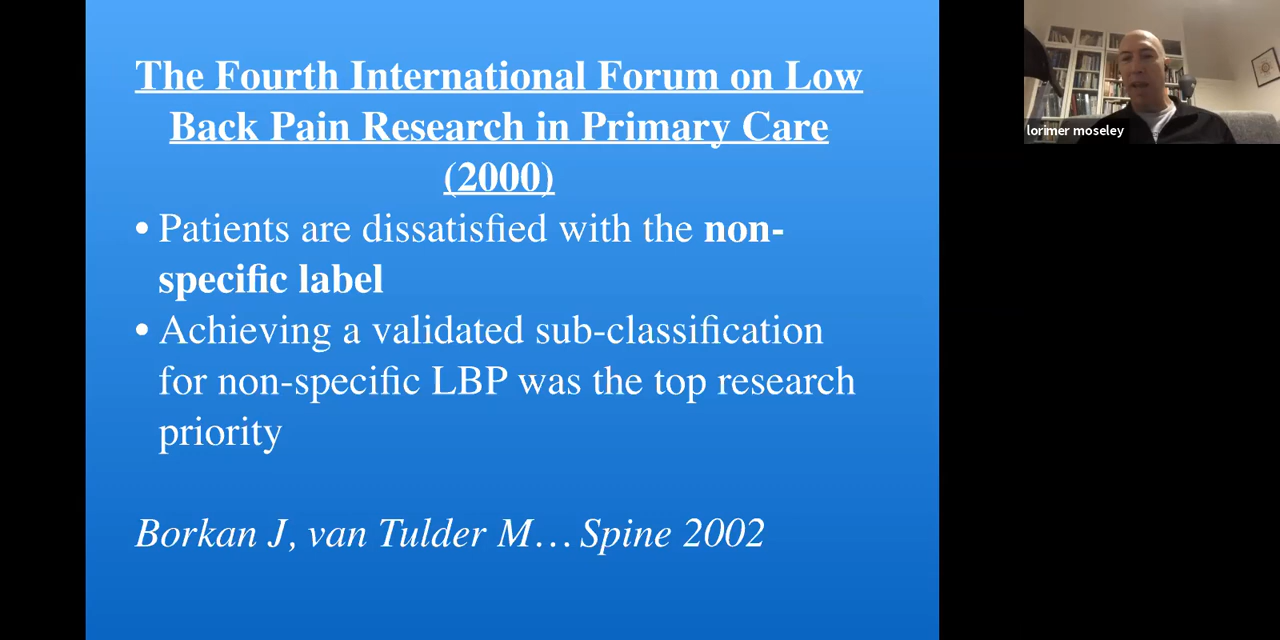 The Fourth International Forum on Low
Back Pain Research in Primary Care
(2000)
• Patients are dissatisfied with the non-
specific label
• Achieving a validated sub-classification
for non-specific LBP was the top research
priority
Borkan J, van Tulder M… Spine 2002
lorimer moseley